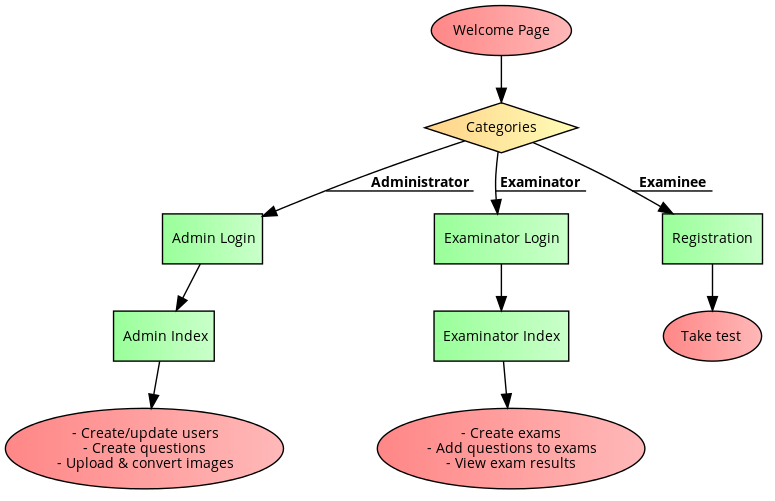 Welcome Page
Categories
Administrator
Examinator
Examinee
Admin Login
Examinator Login
Registration
Admin Index
Examinator Index
Take test
- Create/update users
- Create questions
- Upload & convert images
- Create exams
- Add questions to exams
- View exam results